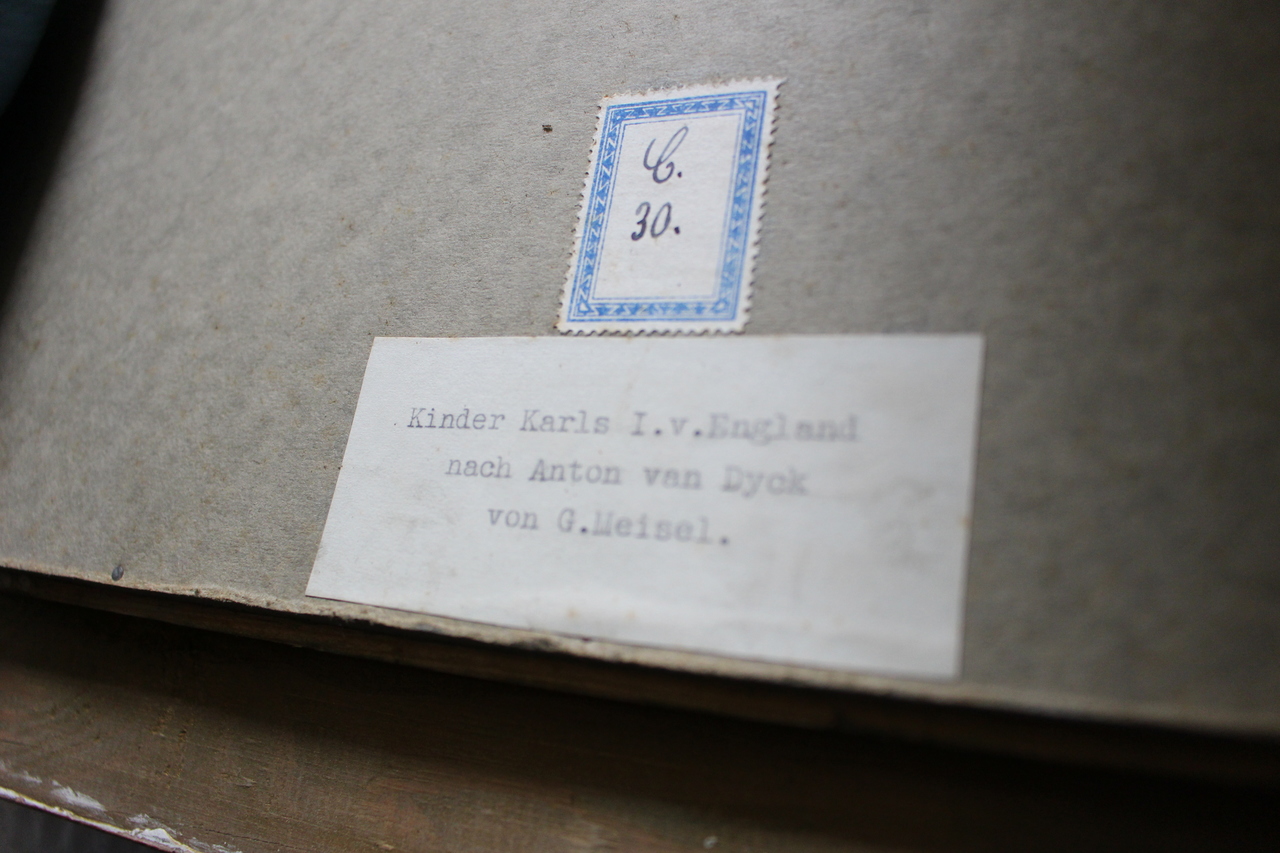 C.
30.
Kinder Karls I.v.England
nach Anton van Dyck
von G.Meisel.